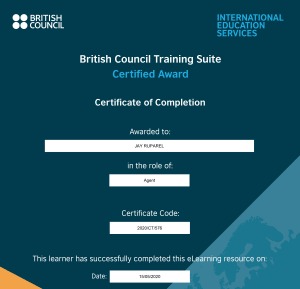 BRITISH
COUNCIL
INTERNATIONAL
EDUCATION
SERVICES
British Council Training Suite
Certified Award
Certificate of Completion
Awarded to:
JAY RUPAREL
in the role of:
Agent
Certificate Code:
2020/CT/578
This learner has successfully completed this eLearning resource on:
Date:
15/05/2020